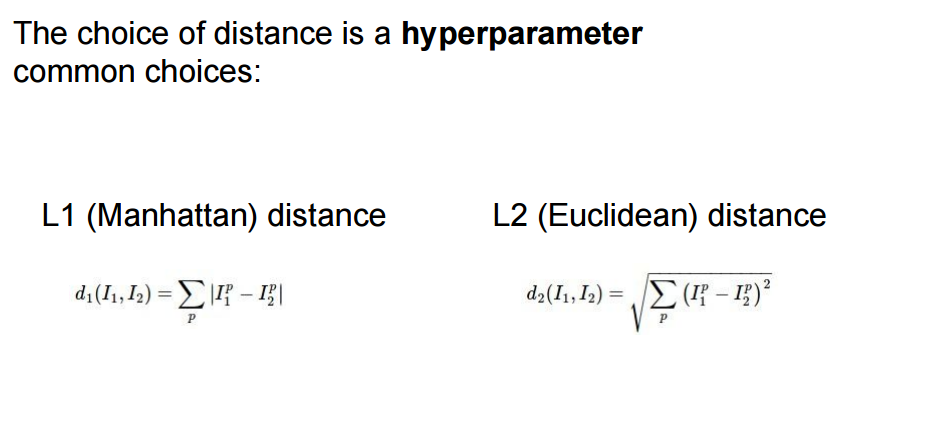 The choice of distance is a hyperparameter
common choices:
L1 (Manhattan) distance
L2 (Euclidean) distance
d₁(I₁, I₂) = ∑ₚ |I₁ᵖ − I₂ᵖ|
d₂(I₁, I₂) = √(∑ₚ (I₁ᵖ − I₂ᵖ)²)